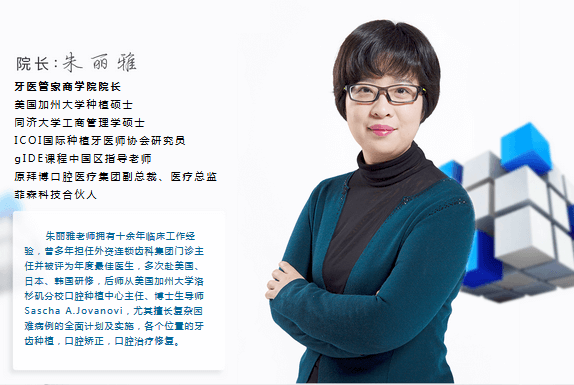 院长:朱丽雅
牙医管家商学院院长
美国加州大学种植硕士
同济大学工商管理学硕士
ICOI国际种植牙医师协会研究员
gIDE课程中国区指导老师
原拜博口腔医疗集团副总裁、医疗总监
菲森科技合伙人
朱丽雅老师拥有十余年临床工作经
验，曾多年担任外资连锁齿科集团门诊主
任并被评为年度最佳医生，多次赴美国、
日本、韩国研修，后师从美国加州大学洛
杉矶分校口腔种植中心主任、博士生导师
Sascha A.Jovanovi，尤其擅长复杂困
难病例的全面计划及实施，各个位置的牙
齿种植，口腔矫正，口腔治疗修复。